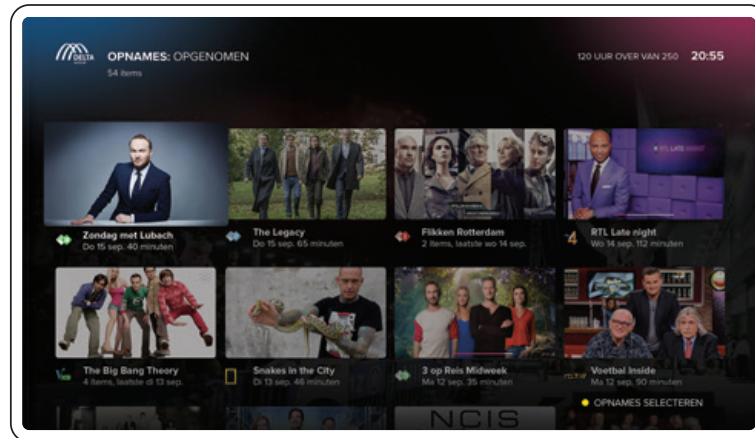 DELTA
OPNAMES: OPGENOMEN
54 items
120 UUR OVER VAN 250 20:55
RTL LATE NIGHT
Zondag met Lubach
Do 15 sep. 40 minuten
The Legacy
Do 15 sep. 65 minuten
Flikken Rotterdam
2 items, laatste wo 14 sep.
4
RTL Late night
Wo 14 sep. 112 minuten
The Big Bang Theory
4 items, laatste di 13 sep.
Snakes in the City
Di 13 sep. 46 minuten
3 op Reis Midweek
Ma 12 sep. 35 minuten
Voetbal Inside
Ma 12 sep. 90 minuten
OPNAMES SELECTEREN
NCIS